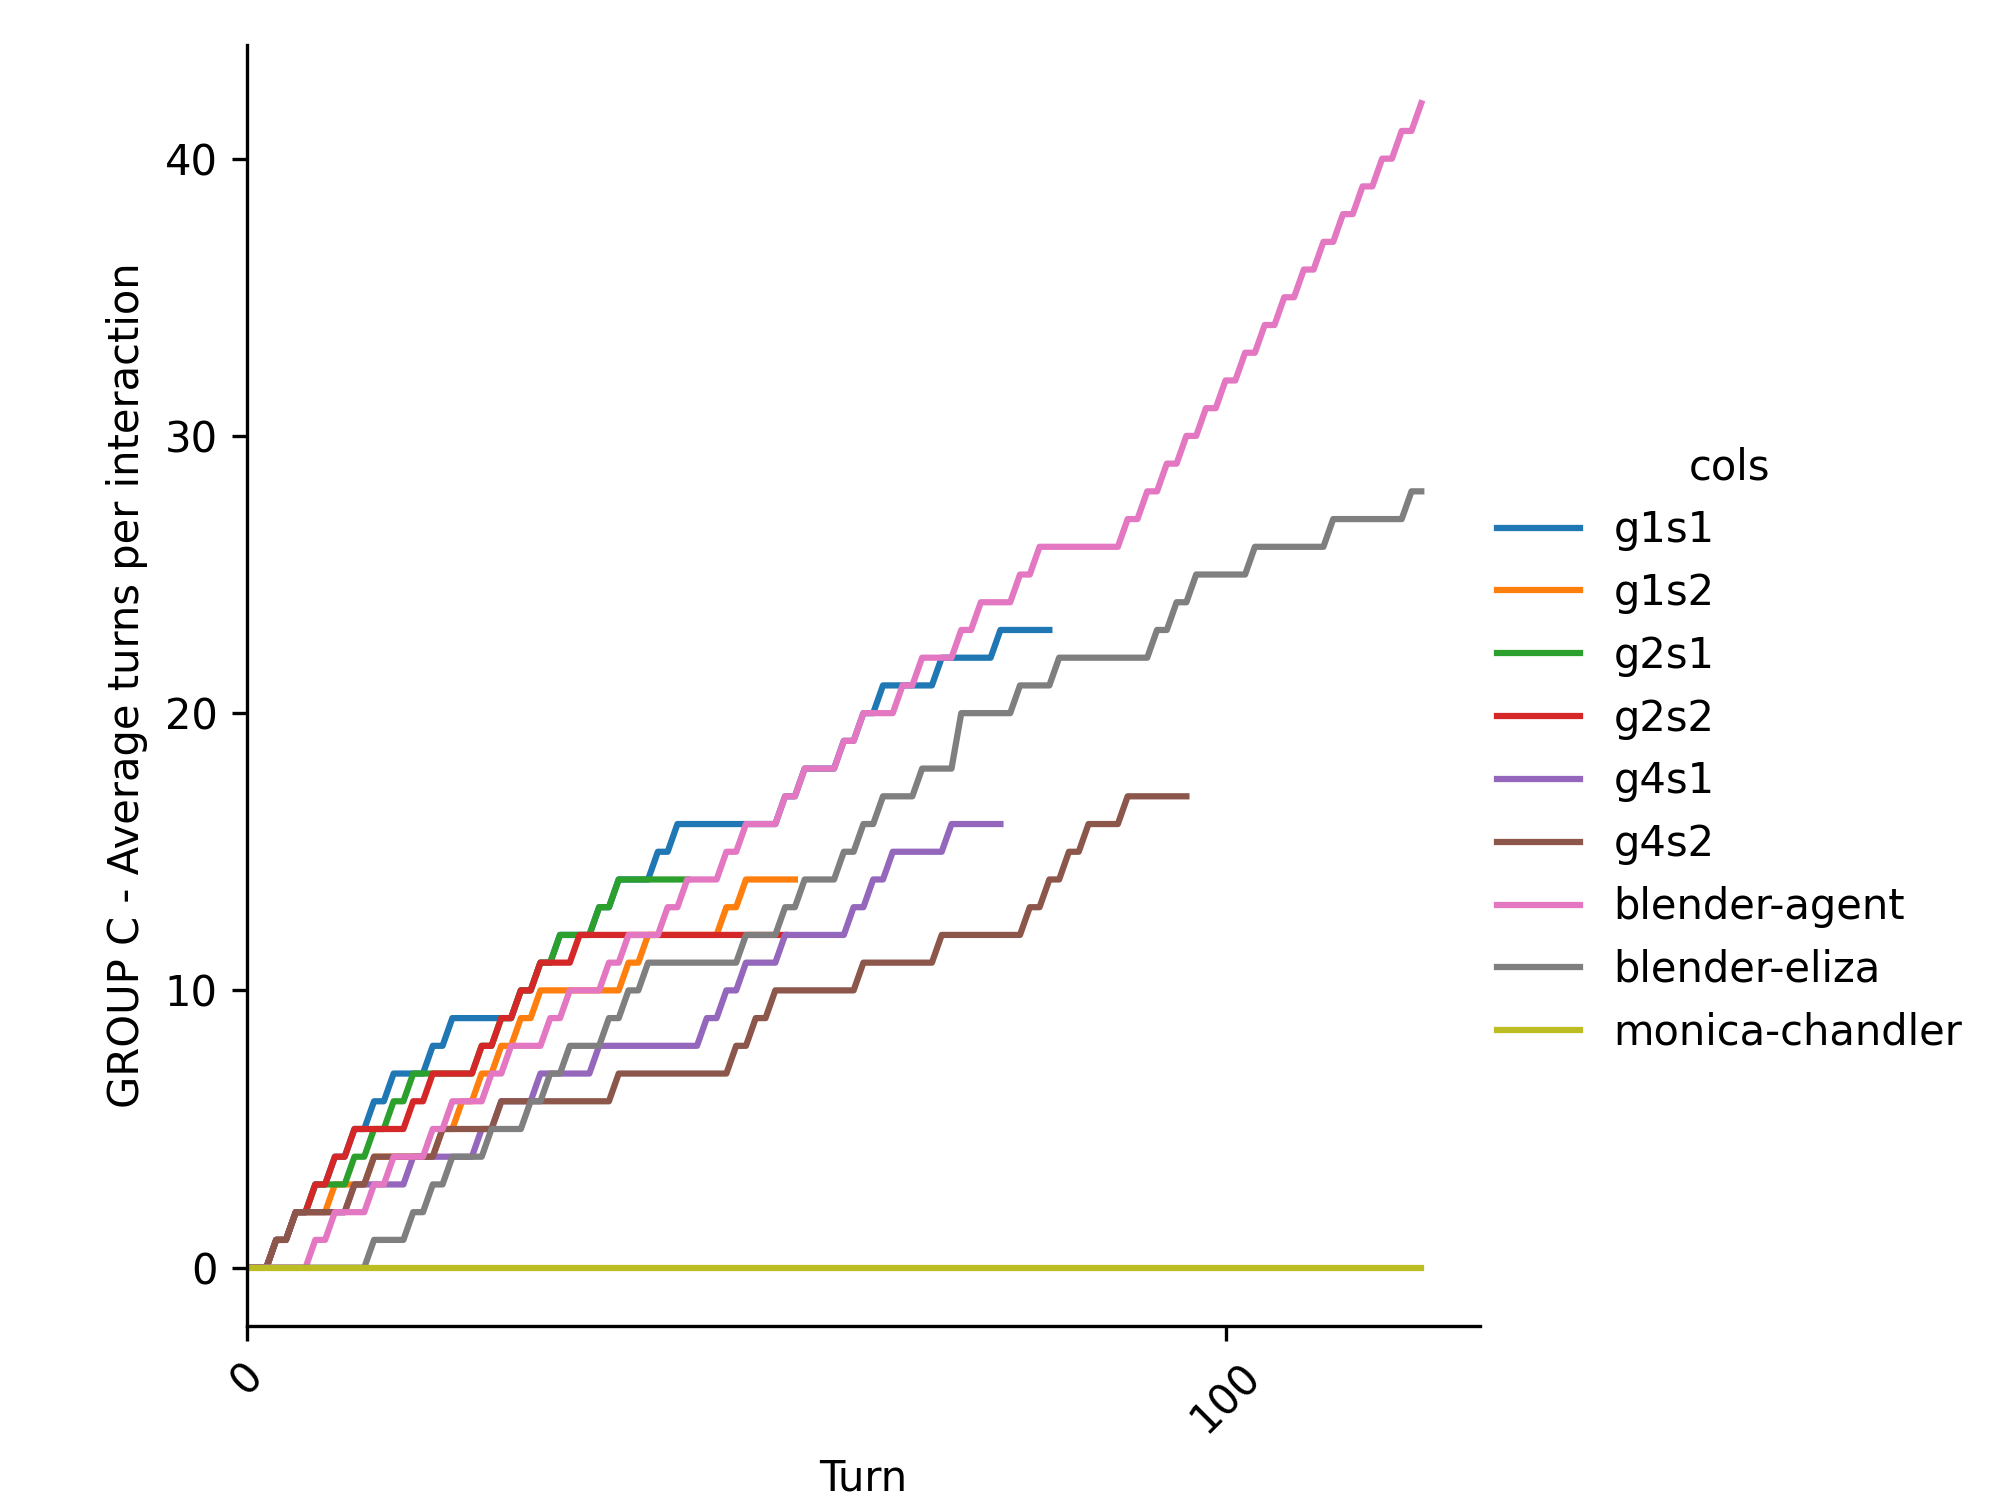 GROUP C - Average turns per interaction
40
30
20
10
0
0
100
Turn
cols
g1s1
g1s2
g2s1
g2s2
g4s1
g4s2
blender-agent
blender-eliza
monica-chandler